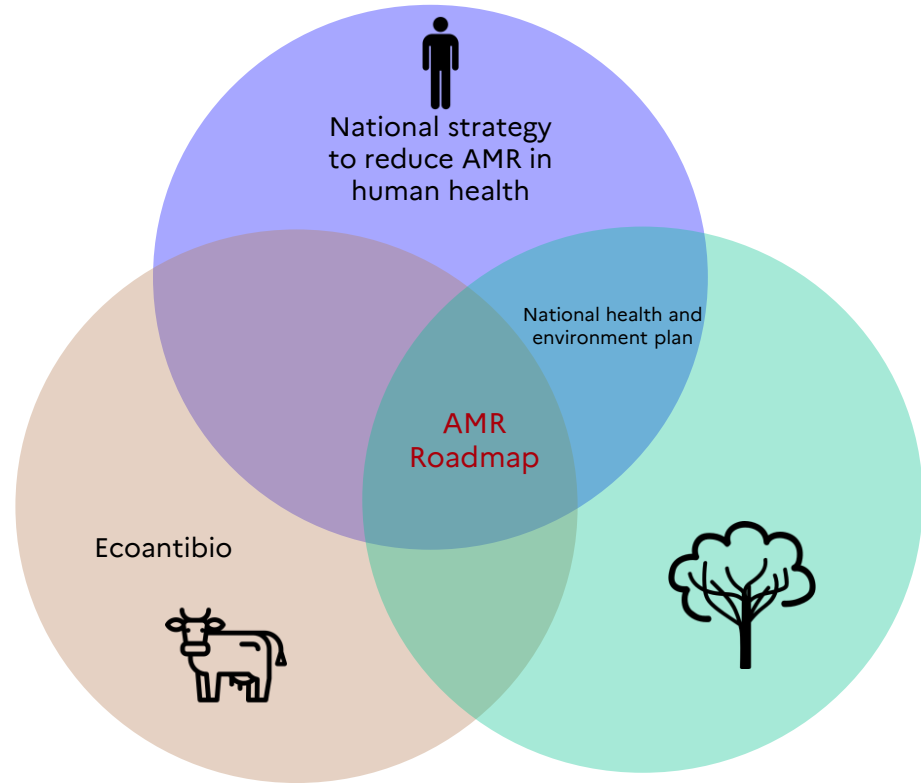 National strategy
to reduce AMR in
human health
National health and
environment plan
AMR
Roadmap
Ecoantibio